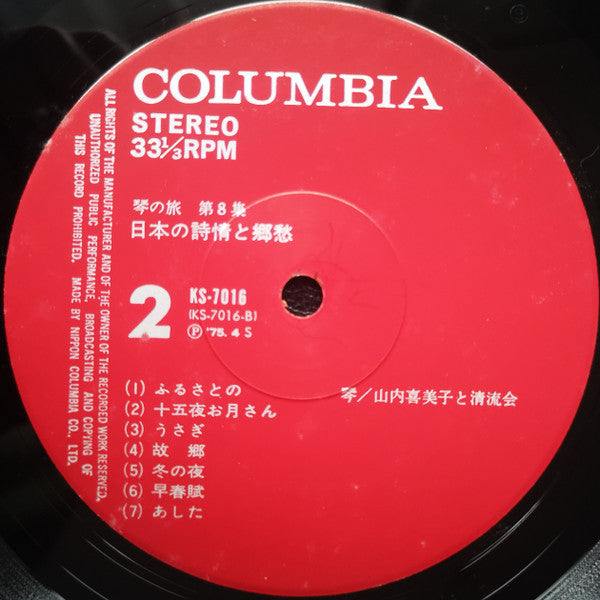 COLUMBIA
STEREO
33⅓RPM
琴の旅 第8集
日本の詩情と郷愁
2
KS-7016
(KS-7016-B)
Ⓟ '75. 4 S
琴/山内喜美子と清流会
(1) ふるさとの
(2) 十五夜お月さん
(3) うさぎ
(4) 故 郷
(5) 冬の夜
(6) 早春賦
(7) あした
ALL RIGHTS OF THE MANUFACTURER AND OF THE OWNER OF THE RECORDED WORK RESERVED.
UNAUTHORIZED PUBLIC PERFORMANCE, BROADCASTING AND COPYING OF
THIS RECORD PROHIBITED. MADE BY NIPPON COLUMBIA CO., LTD.